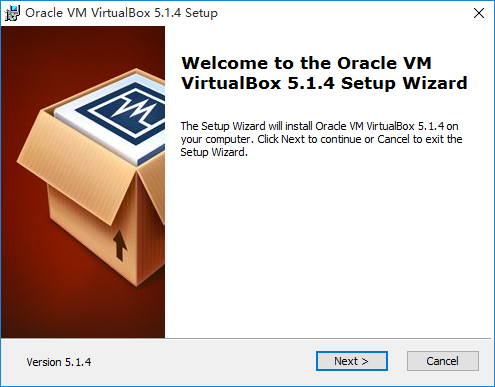 Oracle VM VirtualBox 5.1.4 Setup
Welcome to the Oracle VM
VirtualBox 5.1.4 Setup Wizard
The Setup Wizard will install Oracle VM VirtualBox 5.1.4 on
your computer. Click Next to continue or Cancel to exit the
Setup Wizard.
VM
Version 5.1.4
Next >
Cancel